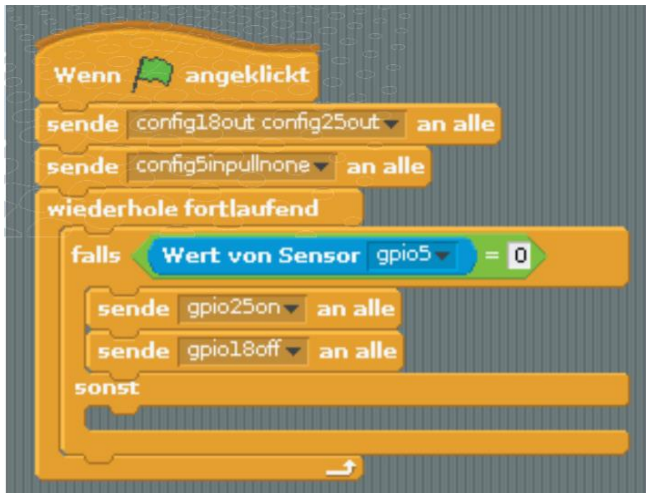 Wenn angeklickt
sende config18out config25out an alle
sende config5inpullnone an alle
wiederhole fortlaufend
falls Wert von Sensor gpio5 = 0
sende gpio25on an alle
sende gpio18off an alle
sonst